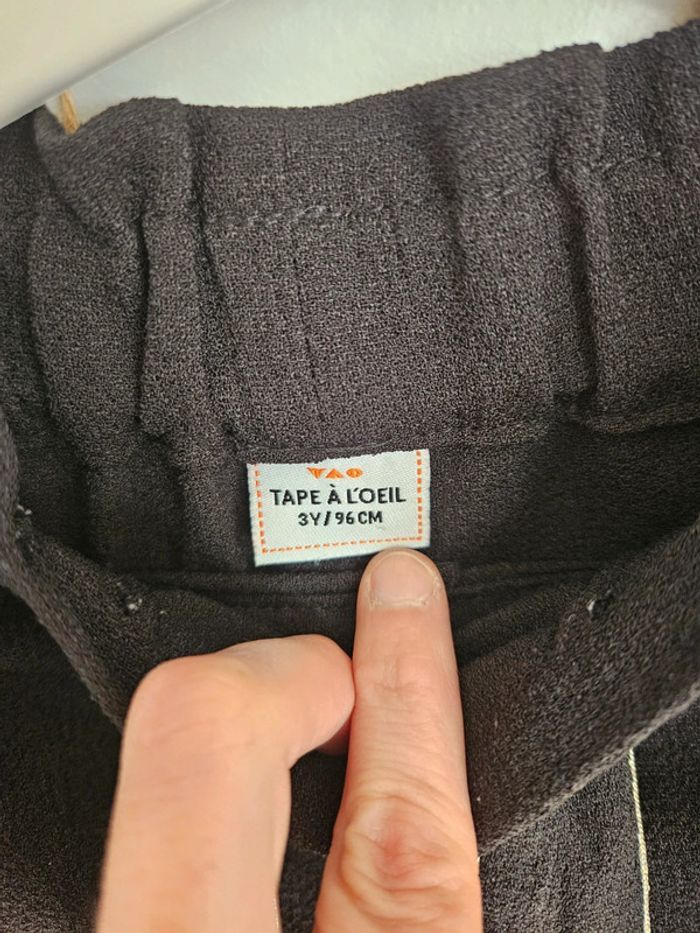 TAO
TAPE À L'OEIL
3Y/96CM